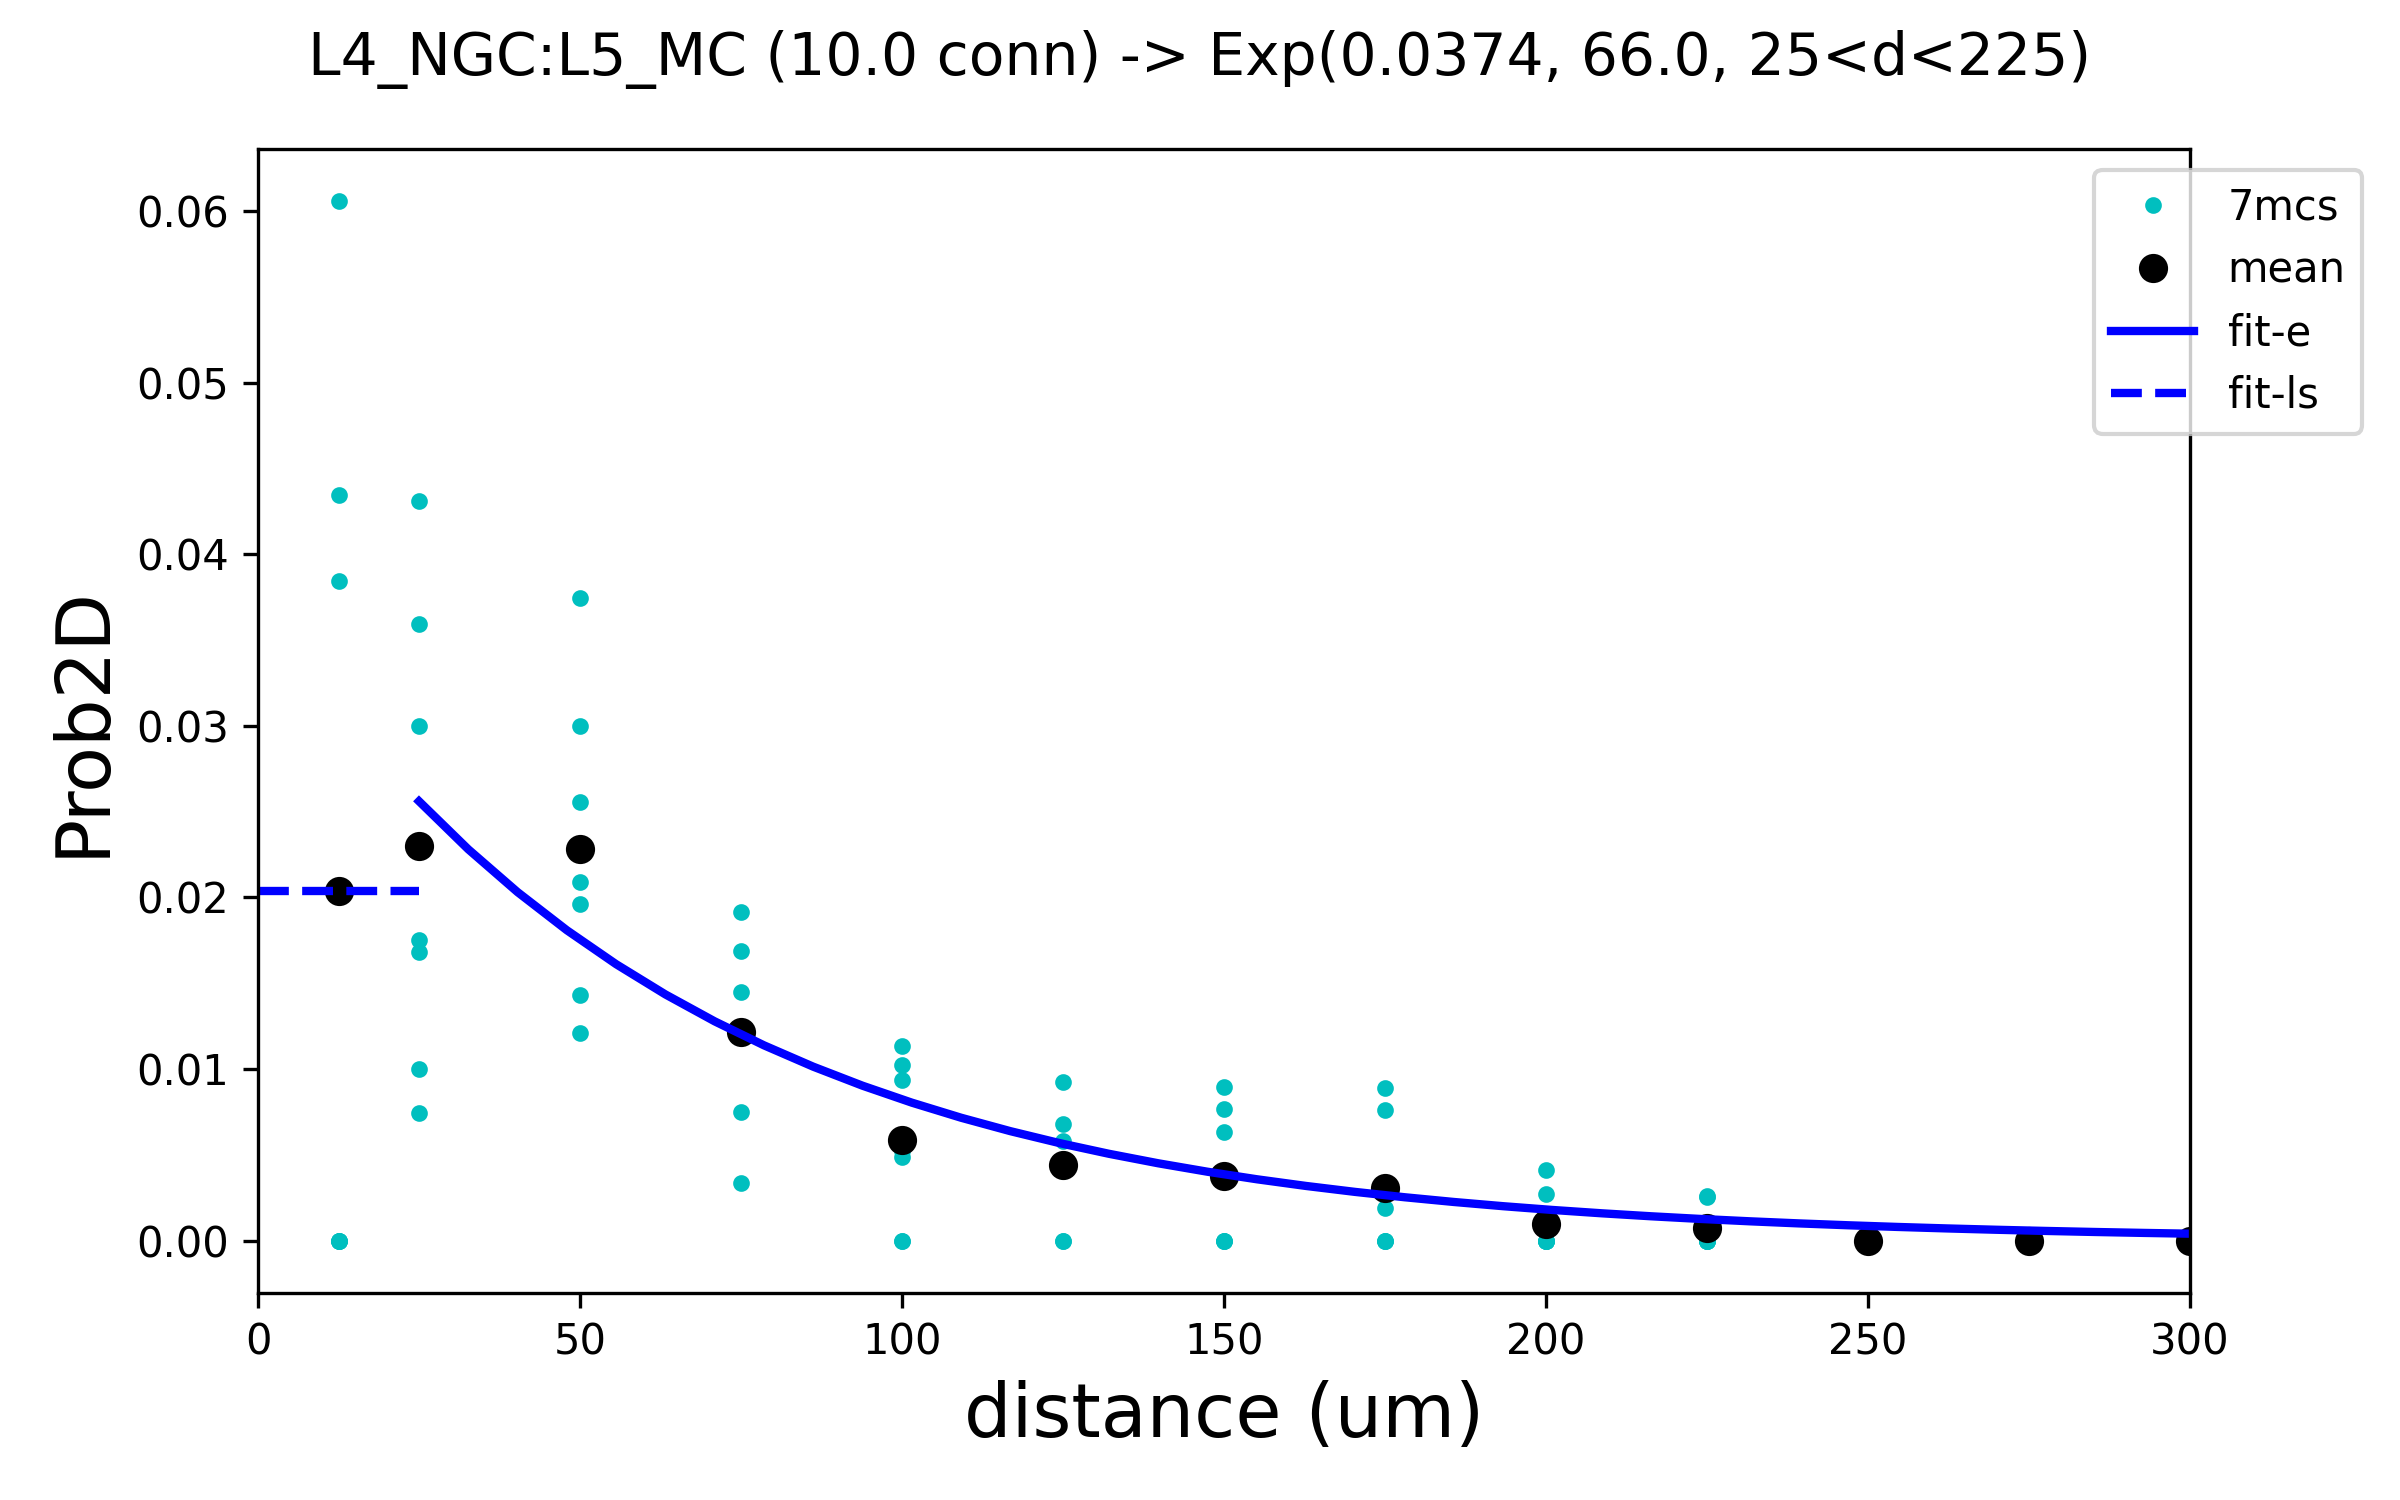 L4_NGC:L5_MC (10.0 conn) -> Exp(0.0374, 66.0, 25<d<225)
7mcs
mean
fit-e
fit-ls
Prob2D
0.06
0.05
0.04
0.03
0.02
0.01
0.00
0 50 100 150 200 250 300
distance (um)